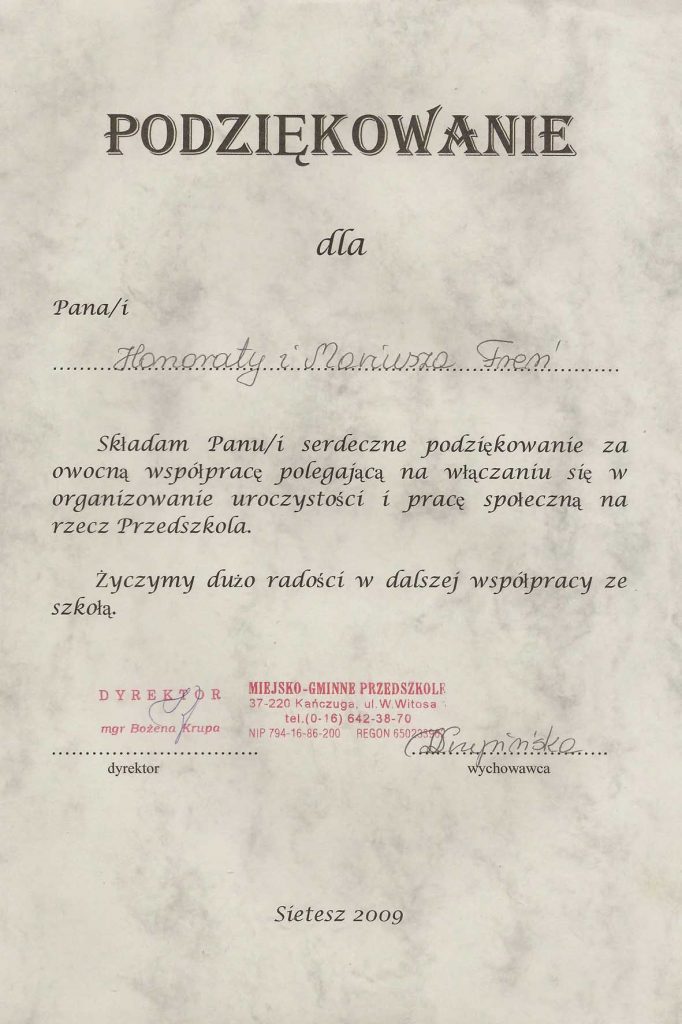 PODZIĘKOWANIE
dla
Pana/i
Honoraty i Mariusza Freń
Składam Panu/i serdeczne podziękowanie za
owocną współpracę polegającą na włączaniu się w
organizowanie uroczystości i pracę społeczną na
rzecz Przedszkola.
Życzymy dużo radości w dalszej współpracy ze
szkołą.
DYREKTOR
mgr Bożena Krupa
MIEJSKO-GMINNE PRZEDSZKOLE
37-220 Kańczuga, ul. W. Witosa
tel.(0-16) 642-38-70
NIP 794-16-86-200 REGON
dyrektor
wychowawca
Sietesz 2009